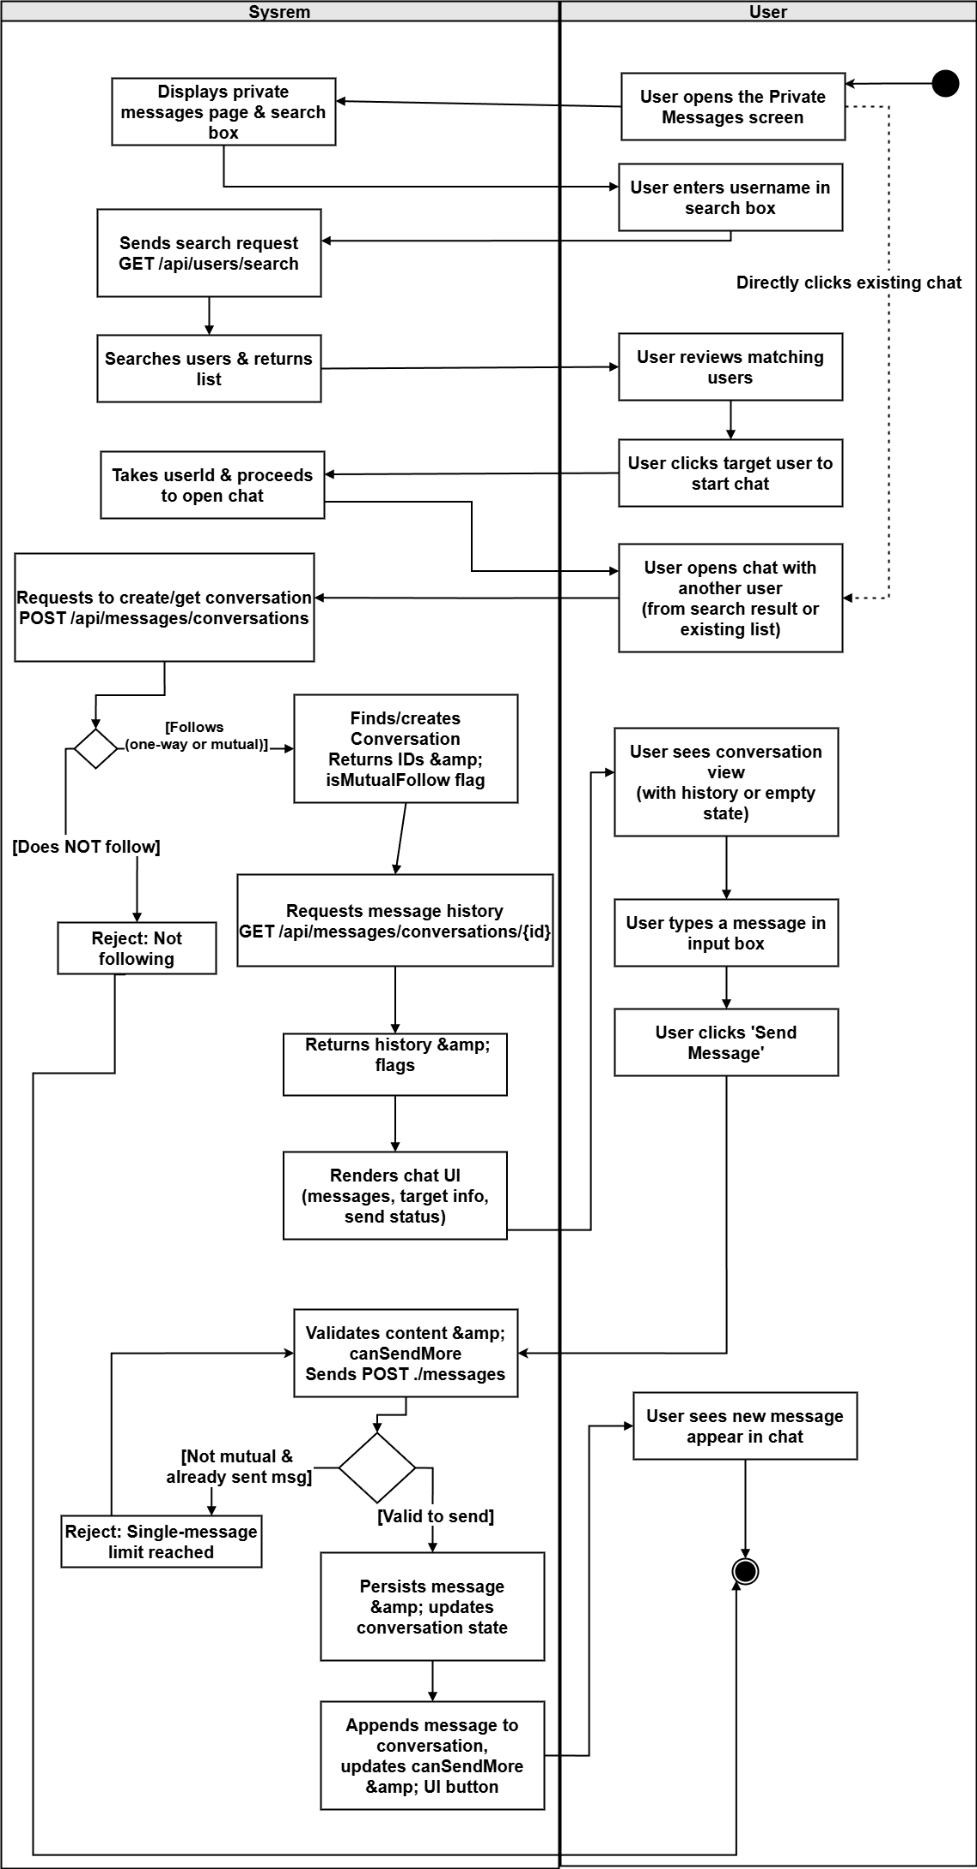 Sysrem
User
Displays private
messages page & search
box
User opens the Private
Messages screen
User enters username in
search box
Sends search request
GET /api/users/search
Directly clicks existing chat
Searches users & returns
list
User reviews matching
users
Takes userId & proceeds
to open chat
User clicks target user to
start chat
User opens chat with
another user
(from search result or
existing list)
Requests to create/get conversation
POST /api/messages/conversations
[Follows
(one-way or mutual)]
Finds/creates
Conversation
Returns IDs &amp;
isMutualFollow flag
User sees conversation
view
(with history or empty
state)
[Does NOT follow]
Requests message history
GET /api/messages/conversations/{id}
User types a message in
input box
Reject: Not
following
Returns history &amp;
flags
User clicks 'Send
Message'
Renders chat UI
(messages, target info,
send status)
Validates content &amp;
canSendMore
Sends POST ./messages
User sees new message
appear in chat
[Not mutual &
already sent msg]
[Valid to send]
Reject: Single-message
limit reached
Persists message
&amp; updates
conversation state
Appends message to
conversation,
updates canSendMore
&amp; UI button